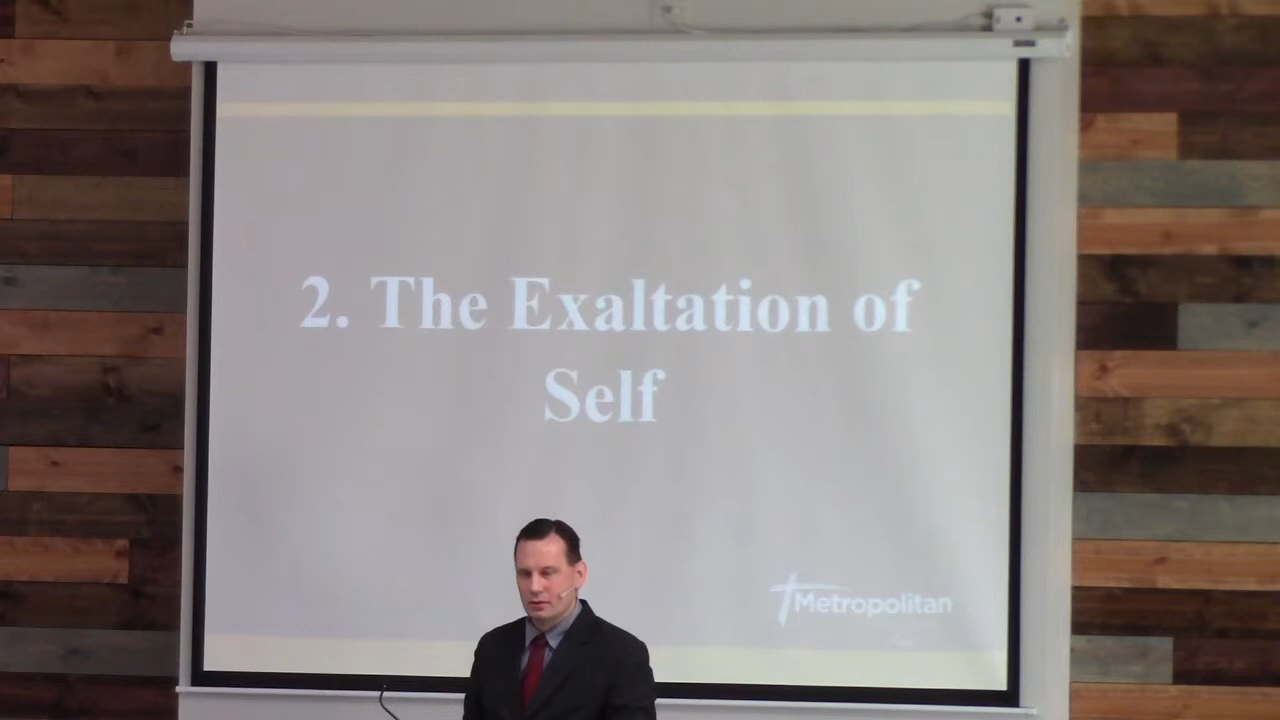 2. The Exaltation of
Self
Metropolitan